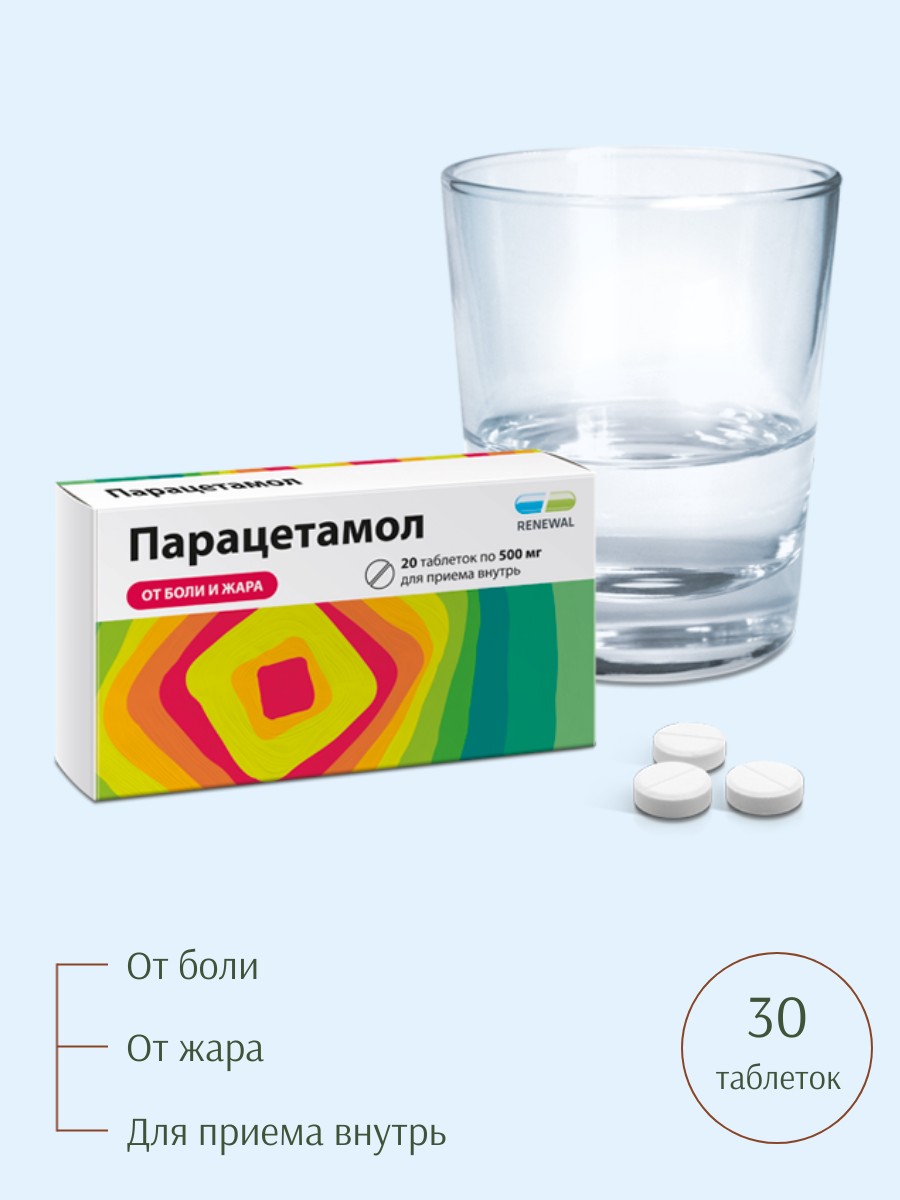 Парацетамол
Парацетамол
RENEWAL
ОТ БОЛИ И ЖАРА
20 таблеток по 500 мг
для приема внутрь
От боли
От жара
Для приема внутрь
30
таблеток